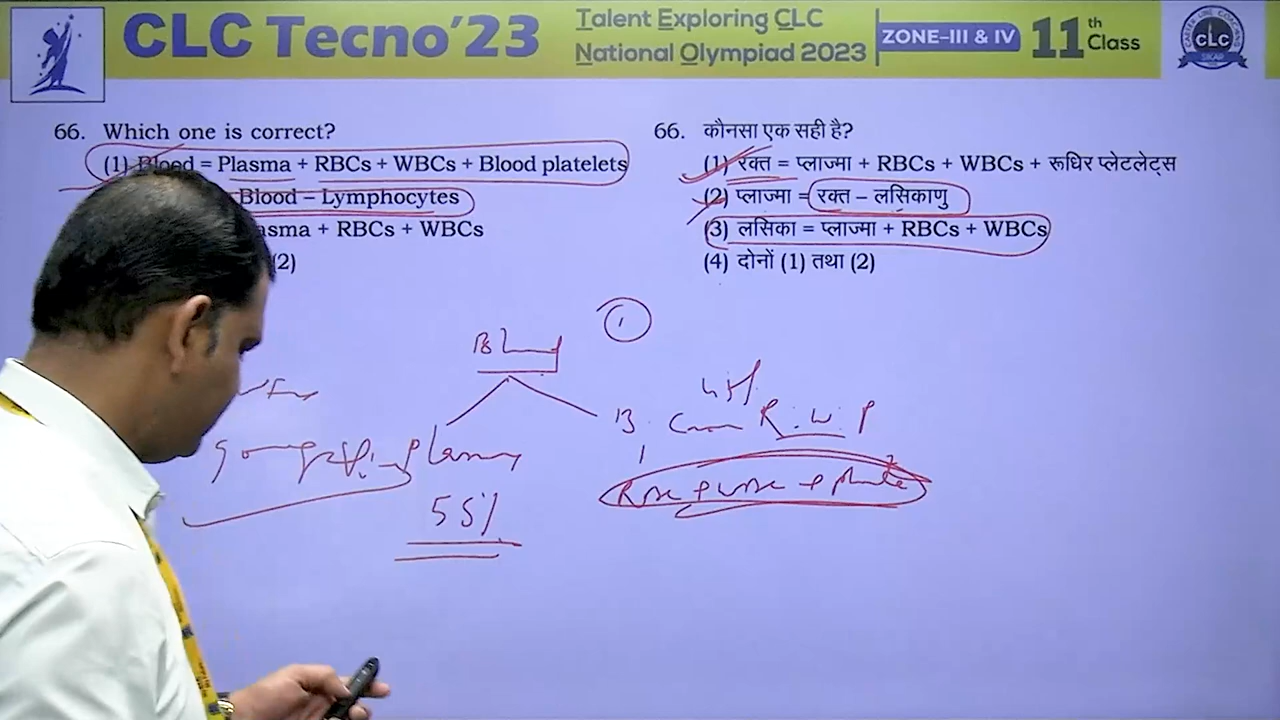 CLC Tecno’23
Talent Exploring CLC
National Olympiad 2023
ZONE–III & IV
11th Class
CLC
66. Which one is correct?
(1) Blood = Plasma + RBCs + WBCs + Blood platelets
Blood – Lymphocytes
asma + RBCs + WBCs
(2)
66. कौनसा एक सही है?
(1) रक्त = प्लाज्मा + RBCs + WBCs + रूधिर प्लेटलेट्स
(2) प्लाज्मा = रक्त – लसिकाणु
(3) लसिका = प्लाज्मा + RBCs + WBCs
(4) दोनों (1) तथा (2)
1
Blood
R.W.P
Plasma
55%